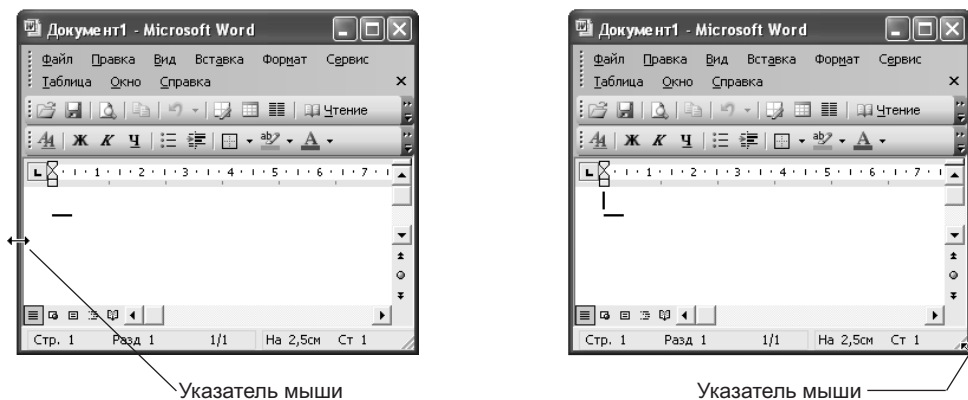 Документ1 - Microsoft Word
Файл Правка Вид Вставка Формат Сервис
Таблица Окно Справка
Чтение
Ж К Ч
1 2 3 4 5 6 7
Стр. 1 Разд 1 1/1 На 2,5см Ст 1
Указатель мыши
Документ1 - Microsoft Word
Файл Правка Вид Вставка Формат Сервис
Таблица Окно Справка
Чтение
Ж К Ч
1 2 3 4 5 6 7
Стр. 1 Разд 1 1/1 На 2,5см Ст 1
Указатель мыши